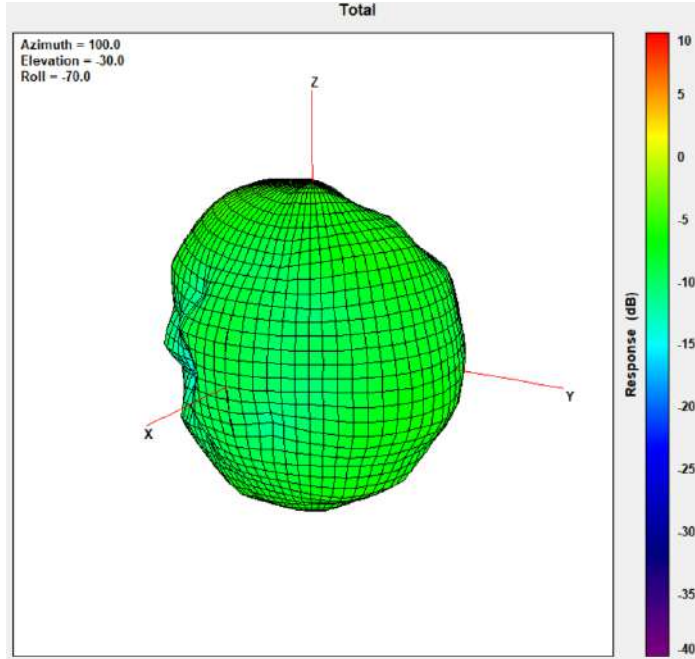 Total
Azimuth = 100.0
Elevation = -30.0
Roll = -70.0
Z
Y
X
10
5
0
-5
-10
-15
-20
-25
-30
-35
-40
Response (dB)